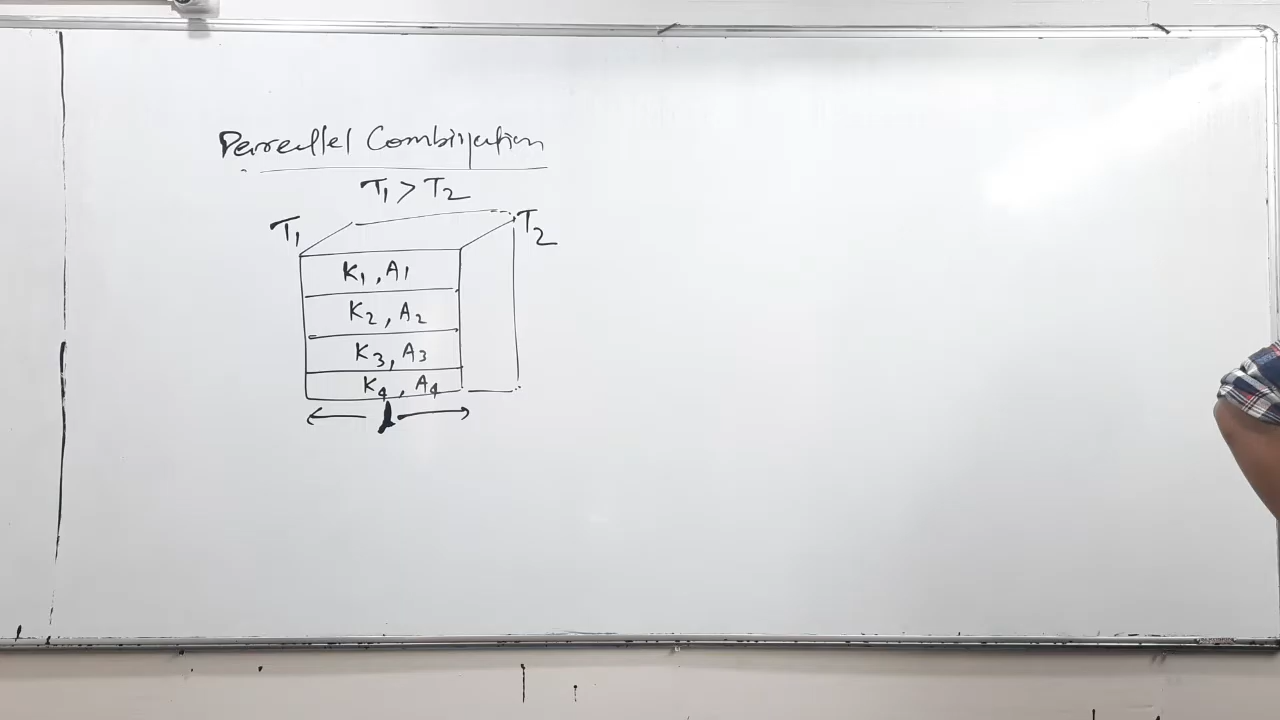 Parallel Combination
T1 > T2
T1 T2
K1, A1
K2, A2
K3, A3
K4, A4
l